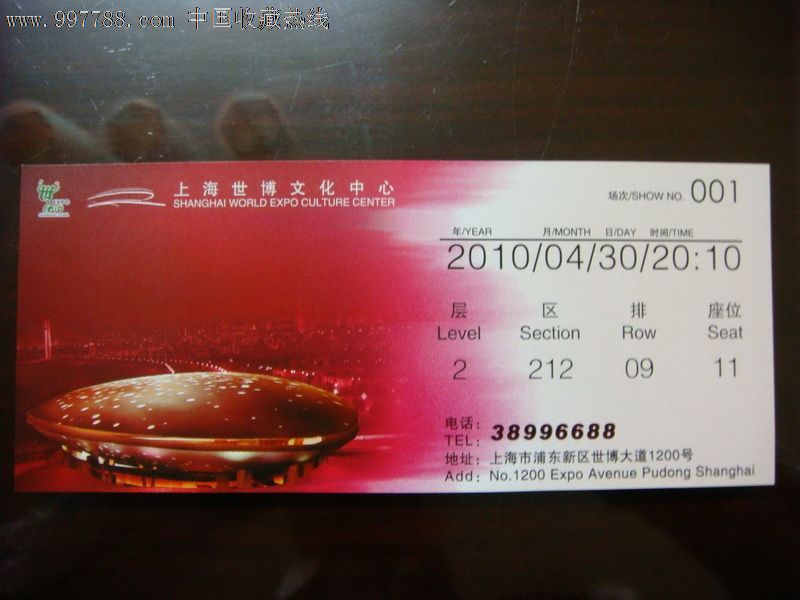 www.997788.com 中国收藏热线
EXPO
2010
上海世博文化中心
SHANGHAI WORLD EXPO CULTURE CENTER
场次/SHOW NO. 001
年/YEAR 月/MONTH 日/DAY 时间/TIME
2010/04/30/20:10
层 区 排 座位
Level Section Row Seat
2 212 09 11
电话:
TEL: 38996688
地址: 上海市浦东新区世博大道1200号
Add: No.1200 Expo Avenue Pudong Shanghai